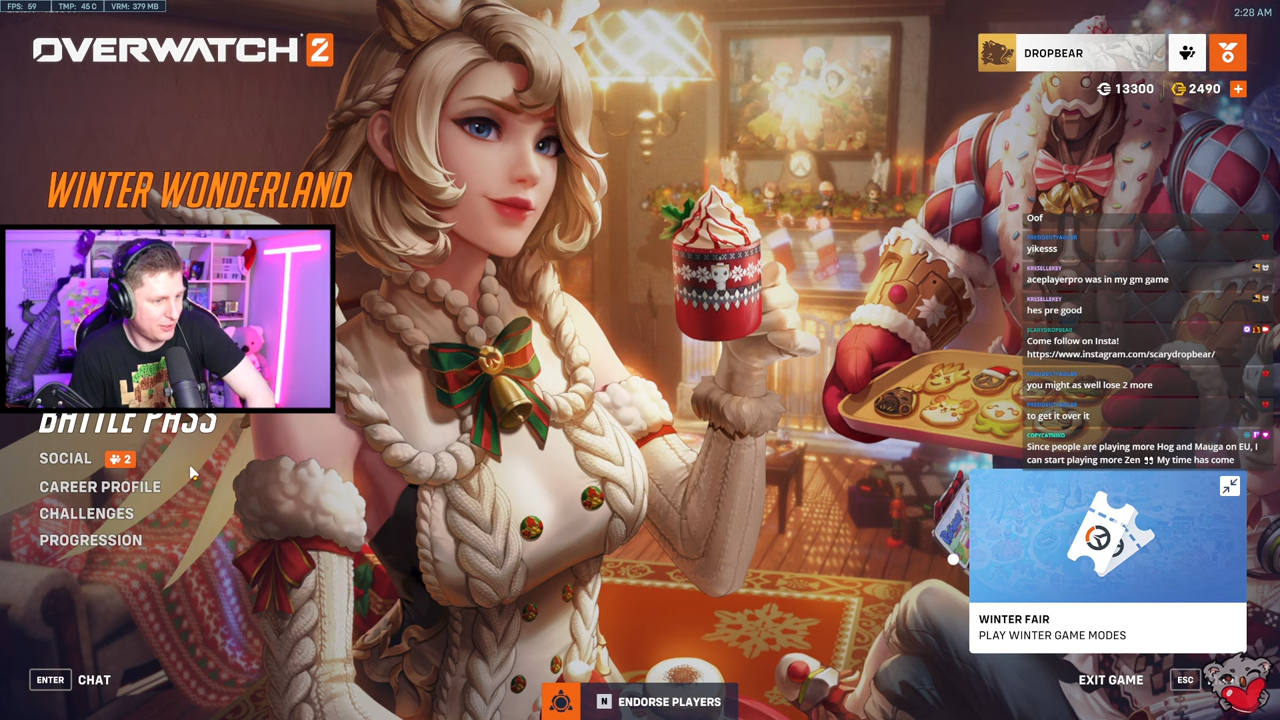 FPS: 59 TMP: 45 C VRM: 379 MB
2:28 AM
OVERWATCH 2
DROPBEAR
13300 2490 +
WINTER WONDERLAND
BATTLE PASS
SOCIAL 2
CAREER PROFILE
CHALLENGES
PROGRESSION
Oof
yikesss
KRISELLEKEY
aceplayerpro was in my gm game
KRISELLEKEY
hes pre good
SCARYDROPBEAR
Come follow on Insta!
https://www.instagram.com/scarydropbear/
you might as well lose 2 more
to get it over it
COPYCATNIKO
Since people are playing more Hog and Mauga on EU, I
can start playing more Zen My time has come
WINTER FAIR
PLAY WINTER GAME MODES
ENTER CHAT
N ENDORSE PLAYERS
EXIT GAME ESC